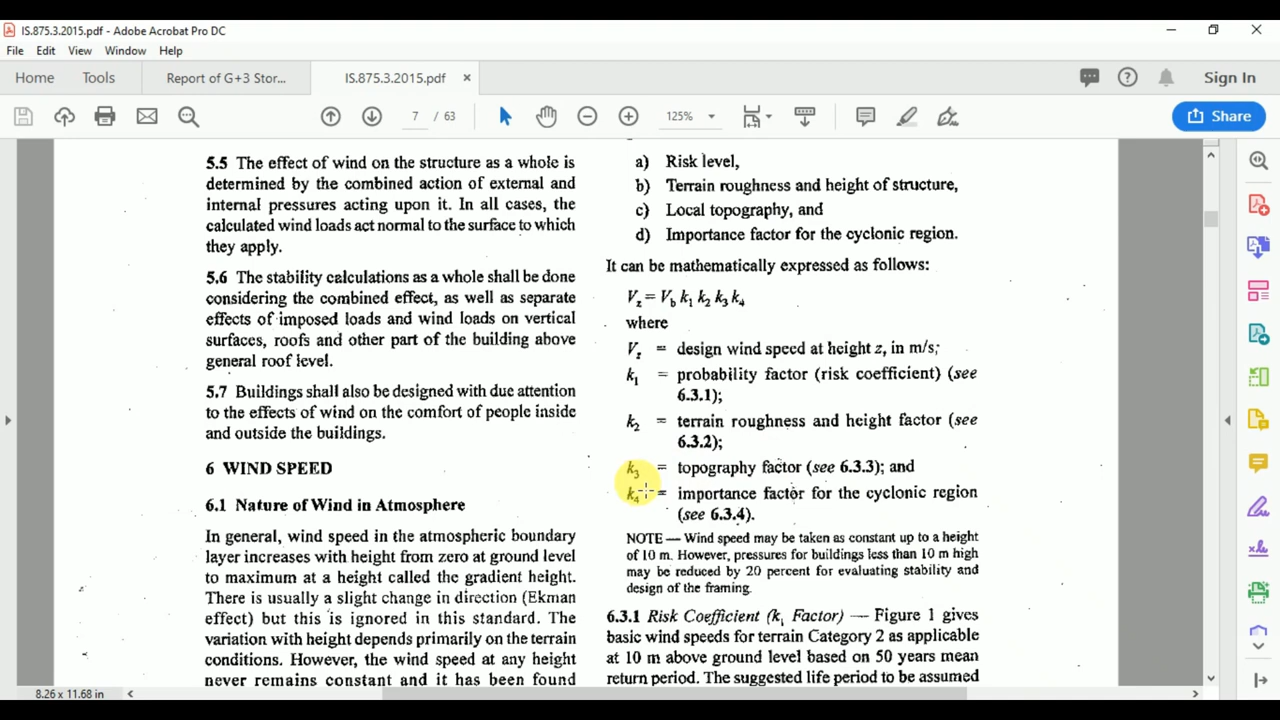 IS.875.3.2015.pdf - Adobe Acrobat Pro DC
File Edit View Window Help
Home Tools Report of G+3 Stor... IS.875.3.2015.pdf × Sign In
7 / 63 125% Share
5.5 The effect of wind on the structure as a whole is
determined by the combined action of external and
internal pressures acting upon it. In all cases, the
calculated wind loads act normal to the surface to which
they apply.
5.6 The stability calculations as a whole shall be done
considering the combined effect, as well as separate
effects of imposed loads and wind loads on vertical
surfaces, roofs and other part of the building above
general roof level.
5.7 Buildings shall also be designed with due attention
to the effects of wind on the comfort of people inside
and outside the buildings.
6 WIND SPEED
6.1 Nature of Wind in Atmosphere
In general, wind speed in the atmospheric boundary
layer increases with height from zero at ground level
to maximum at a height called the gradient height.
There is usually a slight change in direction (Ekman
effect) but this is ignored in this standard. The
variation with height depends primarily on the terrain
conditions. However, the wind speed at any height
never remains constant and it has been found
a) Risk level,
b) Terrain roughness and height of structure,
c) Local topography, and
d) Importance factor for the cyclonic region.
It can be mathematically expressed as follows:
V_z = V_b k_1 k_2 k_3 k_4
where
V_z = design wind speed at height z, in m/s;
k_1 = probability factor (risk coefficient) (see
6.3.1);
k_2 = terrain roughness and height factor (see
6.3.2);
k_3 = topography factor (see 6.3.3); and
k_4 = importance factor for the cyclonic region
(see 6.3.4).
NOTE — Wind speed may be taken as constant up to a height
of 10 m. However, pressures for buildings less than 10 m high
may be reduced by 20 percent for evaluating stability and
design of the framing.
6.3.1 Risk Coefficient (k_1 Factor) — Figure 1 gives
basic wind speeds for terrain Category 2 as applicable
at 10 m above ground level based on 50 years mean
return period. The suggested life period to be assumed
8.26 x 11.68 in